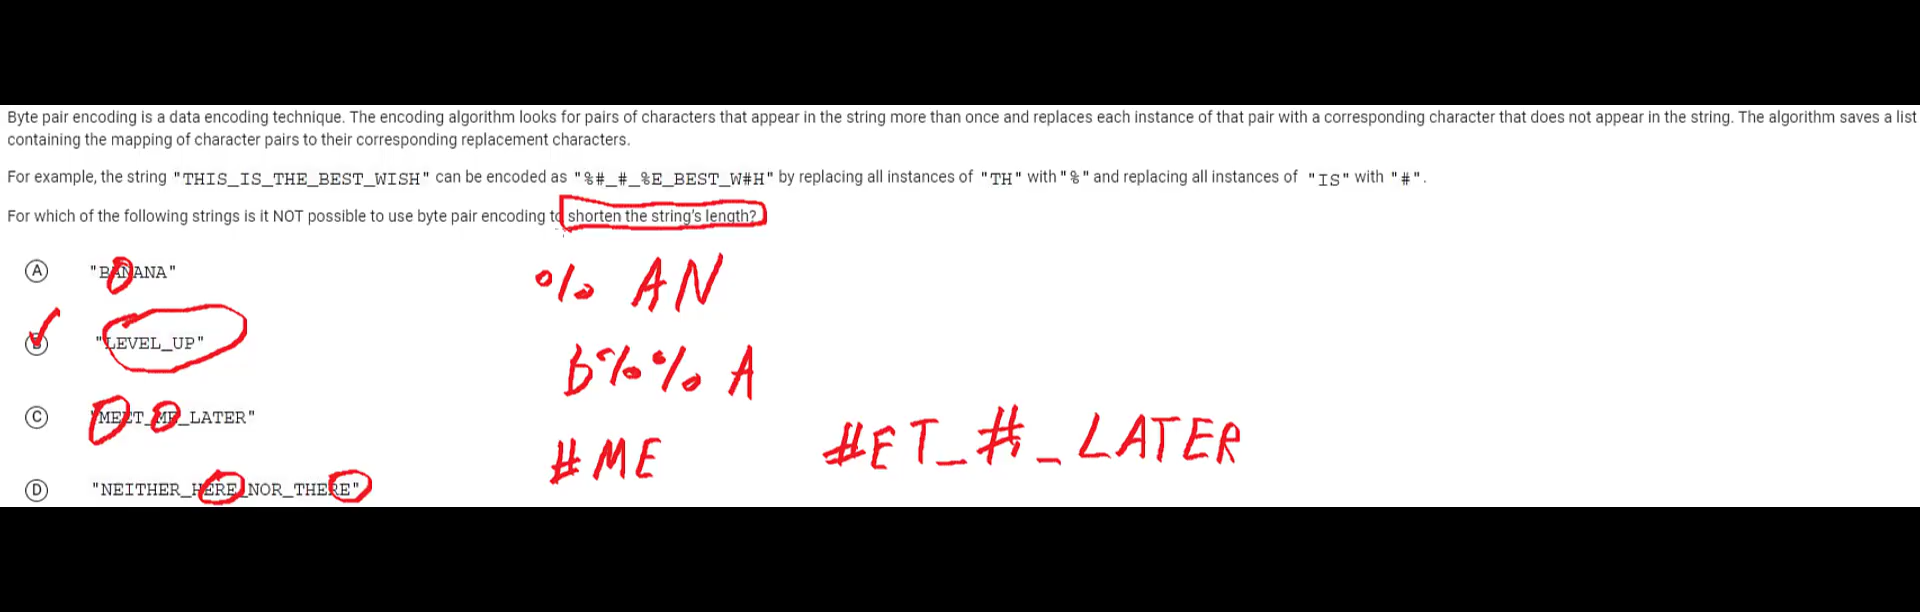 Byte pair encoding is a data encoding technique. The encoding algorithm looks for pairs of characters that appear in the string more than once and replaces each instance of that pair with a corresponding character that does not appear in the string. The algorithm saves a list
containing the mapping of character pairs to their corresponding replacement characters.
For example, the string "THIS_IS_THE_BEST_WISH" can be encoded as "%#_#_%E_BEST_W#H" by replacing all instances of "TH" with "%" and replacing all instances of "IS" with "#".
For which of the following strings is it NOT possible to use byte pair encoding to shorten the string's length?
A "BANANA"
% AN
B "LEVEL_UP"
B%%A
C "MEET_ME_LATER"
#ME
#ET_#_LATER
D "NEITHER_HERE_NOR_THERE"